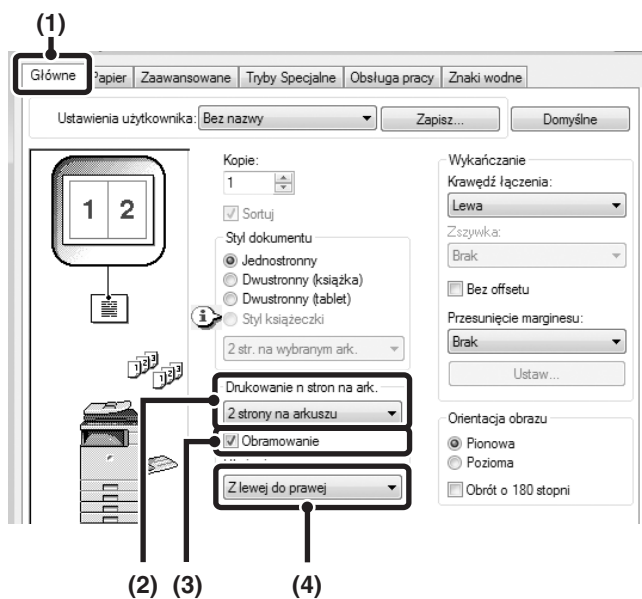 (1)
Główne Papier Zaawansowane Tryby Specjalne Obsługa pracy Znaki wodne
Ustawienia użytkownika: Bez nazwy Zapisz... Domyślne
1 2
Kopie:
1
Sortuj
Styl dokumentu
Jednostronny
Dwustronny (książka)
Dwustronny (tablet)
Styl książeczki
2 str. na wybranym ark.
123 123
Drukowanie n stron na ark.
2 strony na arkuszu
Obramowanie
Z lewej do prawej
Wykańczanie
Krawędź łączenia:
Lewa
Zszywka:
Brak
Bez offsetu
Przesunięcie marginesu:
Brak
Ustaw...
Orientacja obrazu
Pionowa
Pozioma
Obrót o 180 stopni
(2) (3) (4)